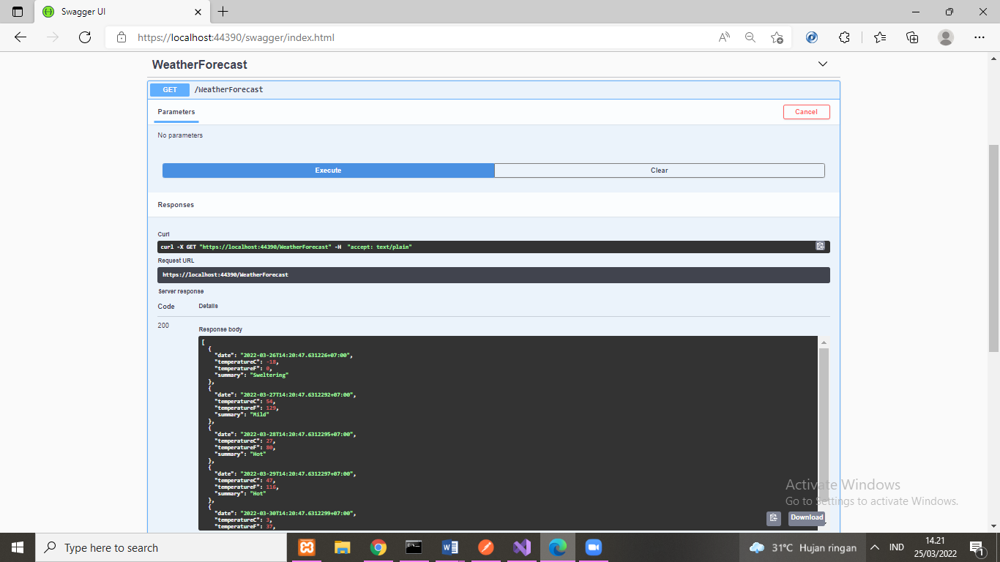 Swagger UI
https://localhost:44390/swagger/index.html
WeatherForecast
GET /WeatherForecast
Parameters
Cancel
No parameters
Execute
Clear
Responses
Curl
curl -X GET "https://localhost:44390/WeatherForecast" -H  "accept: text/plain"
Request URL
https://localhost:44390/WeatherForecast
Server response
Code Details
200
Response body
[
{
"date": "2022-03-26T14:20:47.631226+07:00",
"temperatureC": -18,
"temperatureF": 0,
"summary": "Sweltering"
},
{
"date": "2022-03-27T14:20:47.6312292+07:00",
"temperatureC": 54,
"temperatureF": 129,
"summary": "Mild"
},
{
"date": "2022-03-28T14:20:47.6312295+07:00",
"temperatureC": 27,
"temperatureF": 80,
"summary": "Hot"
},
{
"date": "2022-03-29T14:20:47.6312297+07:00",
"temperatureC": 47,
"temperatureF": 116,
"summary": "Hot"
},
{
"date": "2022-03-30T14:20:47.6312299+07:00",
"temperatureC": 3,
"temperatureF": 37,
Download
Activate Windows
Go to Settings to activate Windows.
Type here to search
31°C Hujan ringan
IND
14.21
25/03/2022
1